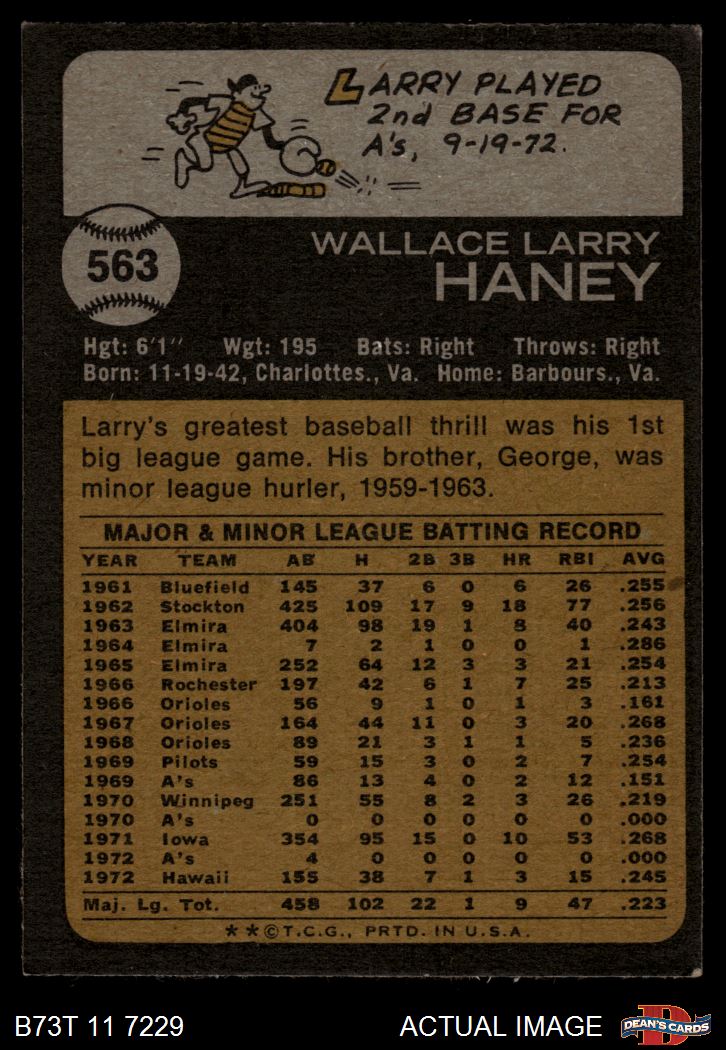 LARRY PLAYED
2nd BASE FOR
A's, 9-19-72.
563
WALLACE LARRY
HANEY
Hgt: 6'1" Wgt: 195 Bats: Right Throws: Right
Born: 11-19-42, Charlottes., Va. Home: Barbours., Va.
Larry's greatest baseball thrill was his 1st
big league game. His brother, George, was
minor league hurler, 1959-1963.
MAJOR & MINOR LEAGUE BATTING RECORD
YEAR TEAM AB H 2B 3B HR RBI AVG
1961 Bluefield 145 37 6 0 6 26 .255
1962 Stockton 425 109 17 9 18 77 .256
1963 Elmira 404 98 19 1 8 40 .243
1964 Elmira 7 2 1 0 0 1 .286
1965 Elmira 252 64 12 3 3 21 .254
1966 Rochester 197 42 6 1 7 25 .213
1966 Orioles 56 9 1 0 1 3 .161
1967 Orioles 164 44 11 0 3 20 .268
1968 Orioles 89 21 3 1 1 5 .236
1969 Pilots 59 15 3 0 2 7 .254
1969 A's 86 13 4 0 2 12 .151
1970 Winnipeg 251 55 8 2 3 26 .219
1970 A's 0 0 0 0 0 0 .000
1971 Iowa 354 95 15 0 10 53 .268
1972 A's 4 0 0 0 0 0 .000
1972 Hawaii 155 38 7 1 3 15 .245
Maj. Lg. Tot. 458 102 22 1 9 47 .223
**©T.C.G., PRTD. IN U.S.A.
B73T 11 7229 ACTUAL IMAGE
D
DEAN'S CARDS